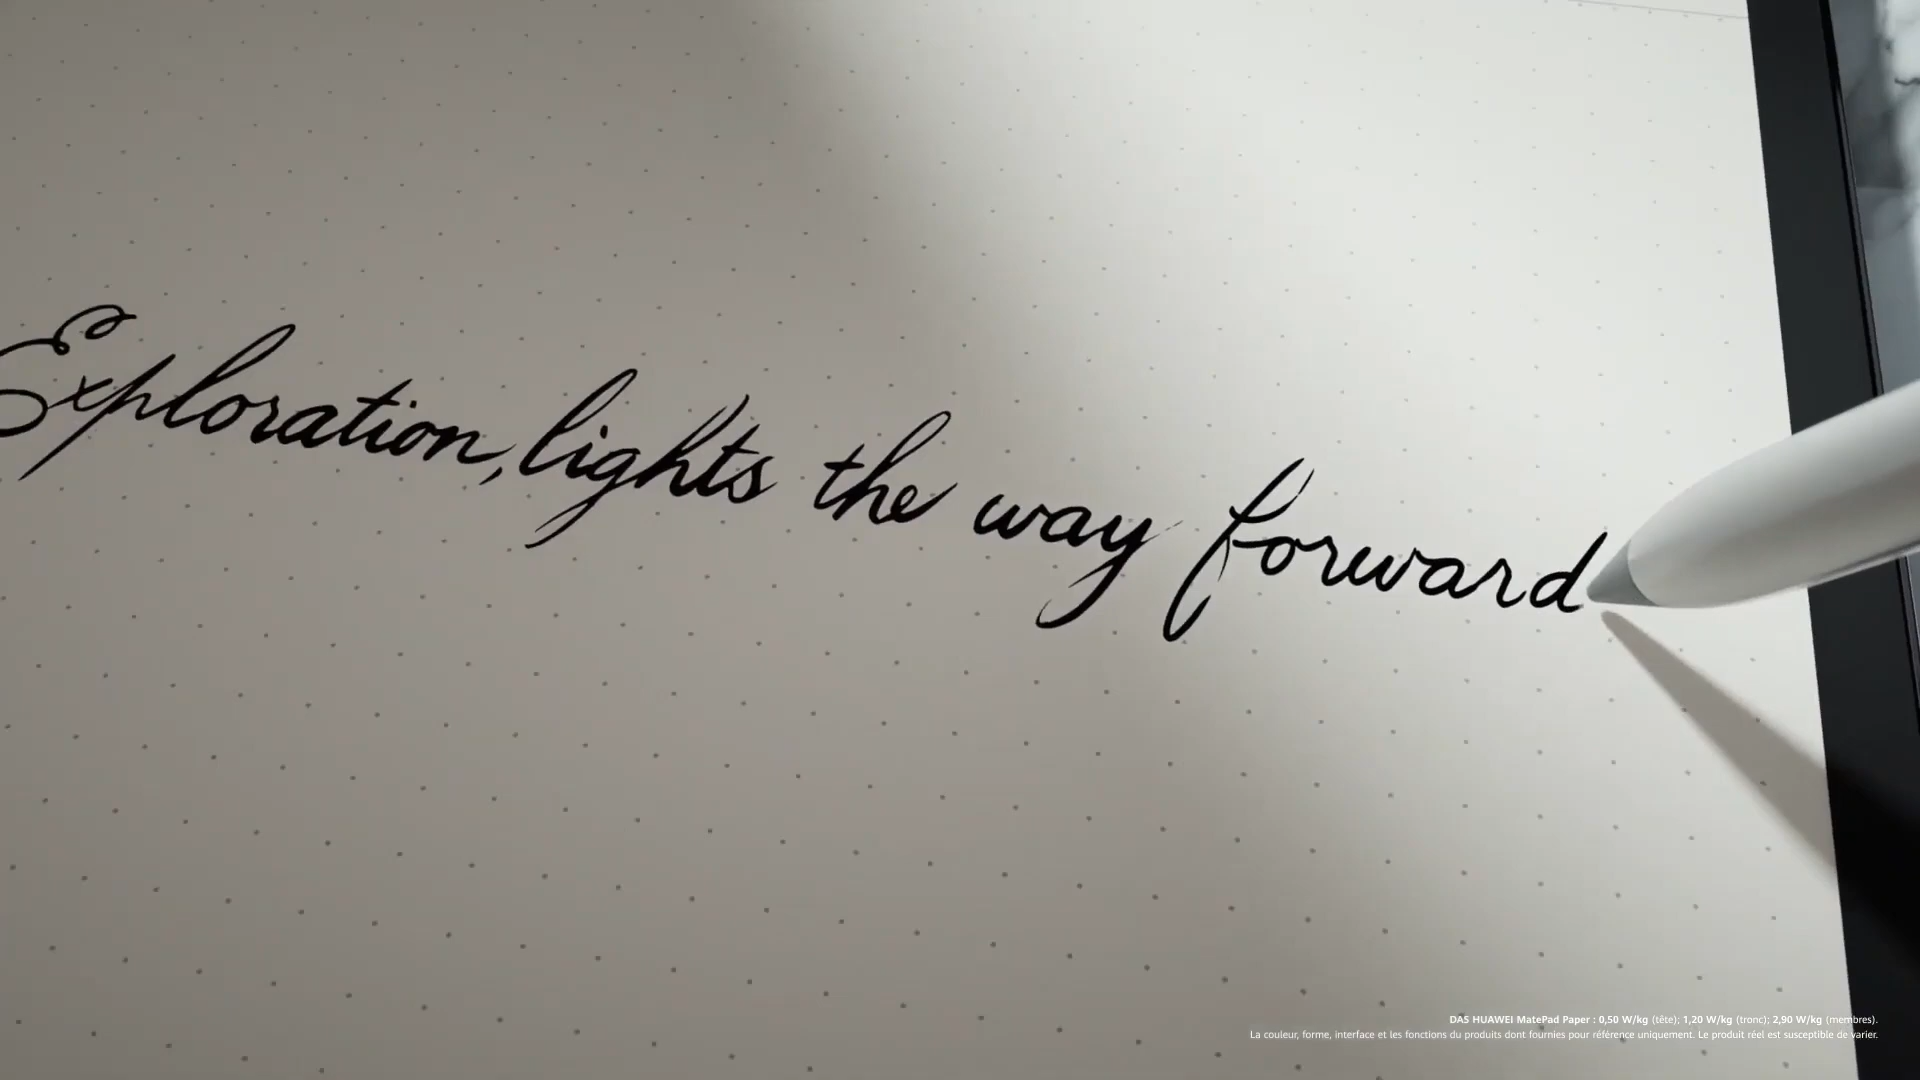 Exploration, lights the way forward
DAS HUAWEI MatePad Paper : 0,50 W/kg (tête); 1,20 W/kg (tronc); 2,90 W/kg (membres).
La couleur, forme, interface et les fonctions du produits dont fournies pour référence uniquement. Le produit réel est susceptible de varier.